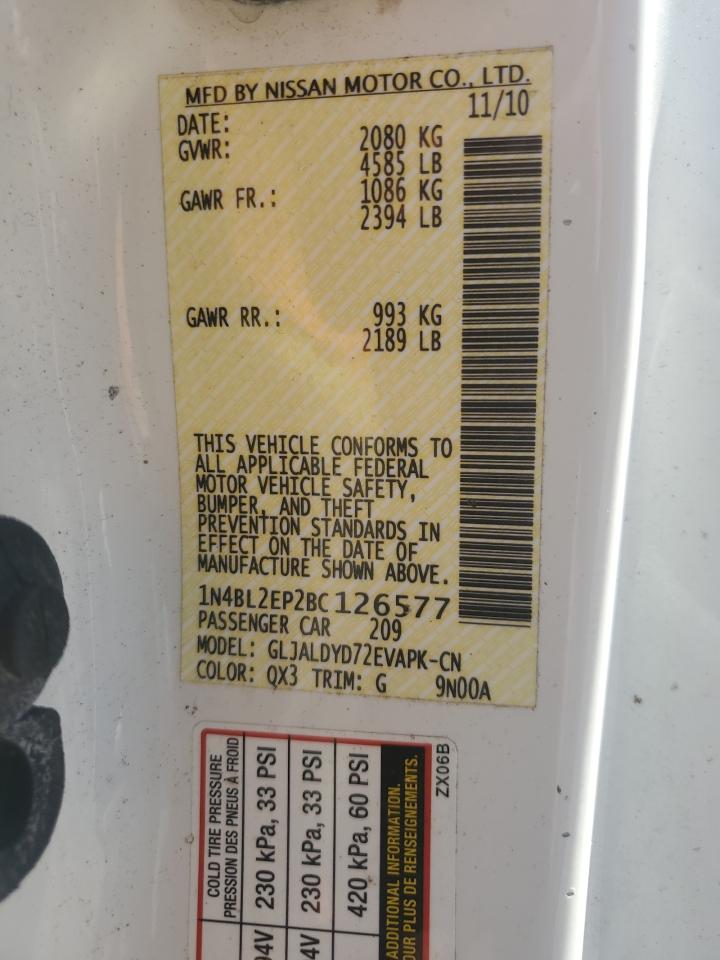 MFD BY NISSAN MOTOR CO., LTD.
DATE: 11/10
GVWR: 2080 KG
4585 LB
GAWR FR.: 1086 KG
2394 LB
GAWR RR.: 993 KG
2189 LB
THIS VEHICLE CONFORMS TO
ALL APPLICABLE FEDERAL
MOTOR VEHICLE SAFETY,
BUMPER, AND THEFT
PREVENTION STANDARDS IN
EFFECT ON THE DATE OF
MANUFACTURE SHOWN ABOVE.
1N4BL2EP2BC126577
PASSENGER CAR 209
MODEL: GLJALDYD72EVAPK-CN
COLOR: QX3 TRIM: G 9N00A
COLD TIRE PRESSURE
PRESSION DES PNEUS À FROID
230 kPa, 33 PSI
230 kPa, 33 PSI
420 kPa, 60 PSI
ADDITIONAL INFORMATION.
PLUS DE RENSEIGNEMENTS.
ZX06B